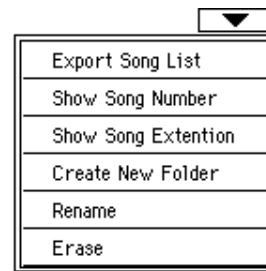 Export Song List
Show Song Number
Show Song Extention
Create New Folder
Rename
Erase